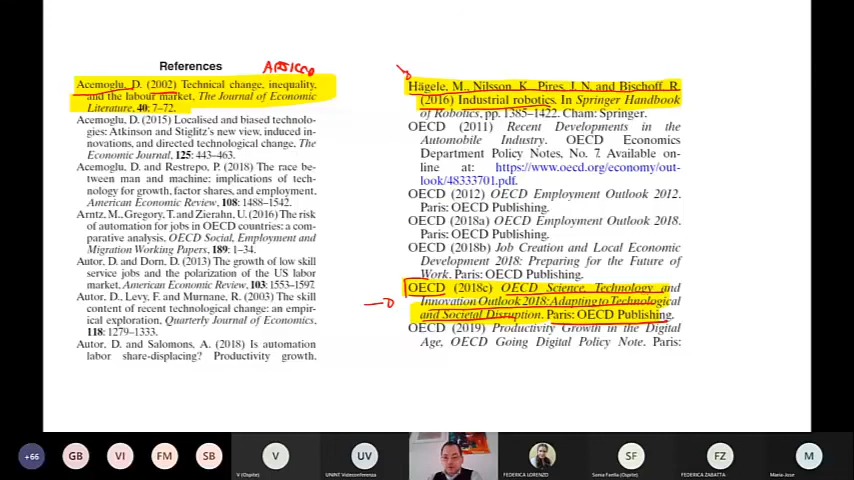 References
ARTICCO
Acemoglu, D. (2002) Technical change, inequality,
and the labour market, The Journal of Economic
Literature, 40: 7–72.
Acemoglu, D. (2015) Localised and biased technolo-
gies: Atkinson and Stiglitz's new view, induced in-
novations, and directed technological change, The
Economic Journal, 125: 443–463.
Acemoglu, D. and Restrepo, P. (2018) The race be-
tween man and machine: implications of tech-
nology for growth, factor shares, and employment,
American Economic Review, 108: 1488–1542.
Arntz, M., Gregory, T. and Zierahn, U. (2016) The risk
of automation for jobs in OECD countries: a com-
parative analysis, OECD Social, Employment and
Migration Working Papers, 189: 1–34.
Autor, D. and Dorn, D. (2013) The growth of low skill
service jobs and the polarization of the US labor
market, American Economic Review, 103: 1553–1597.
Autor, D., Levy, F. and Murnane, R. (2003) The skill
content of recent technological change: an empir-
ical exploration, Quarterly Journal of Economics,
118: 1279–1333.
Autor, D. and Salomons, A. (2018) Is automation
labor share-displacing? Productivity growth,
Hägele, M., Nilsson, K., Pires, J. N. and Bischoff, R.
(2016) Industrial robotics. In Springer Handbook
of Robotics, pp. 1385–1422. Cham: Springer.
OECD (2011) Recent Developments in the
Automobile Industry. OECD Economics
Department Policy Notes, No. 7. Available on-
line at: https://www.oecd.org/economy/out-
look/48333701.pdf.
OECD (2012) OECD Employment Outlook 2012.
Paris: OECD Publishing.
OECD (2018a) OECD Employment Outlook 2018.
Paris: OECD Publishing.
OECD (2018b) Job Creation and Local Economic
Development 2018: Preparing for the Future of
Work. Paris: OECD Publishing.
OECD (2018c) OECD Science, Technology and
Innovation Outlook 2018: Adapting to Technological
and Societal Disruption. Paris: OECD Publishing.
OECD (2019) Productivity Growth in the Digital
Age, OECD Going Digital Policy Note. Paris:
+66
GB
VI
FM
SB
V
V (Ospite)
UV
UNINT Videoconferenza
FEDERICA LORENZO
SF
Sonia Fsella (Ospite)
FZ
FEDERICA ZABATTA
M
Maria-Jose